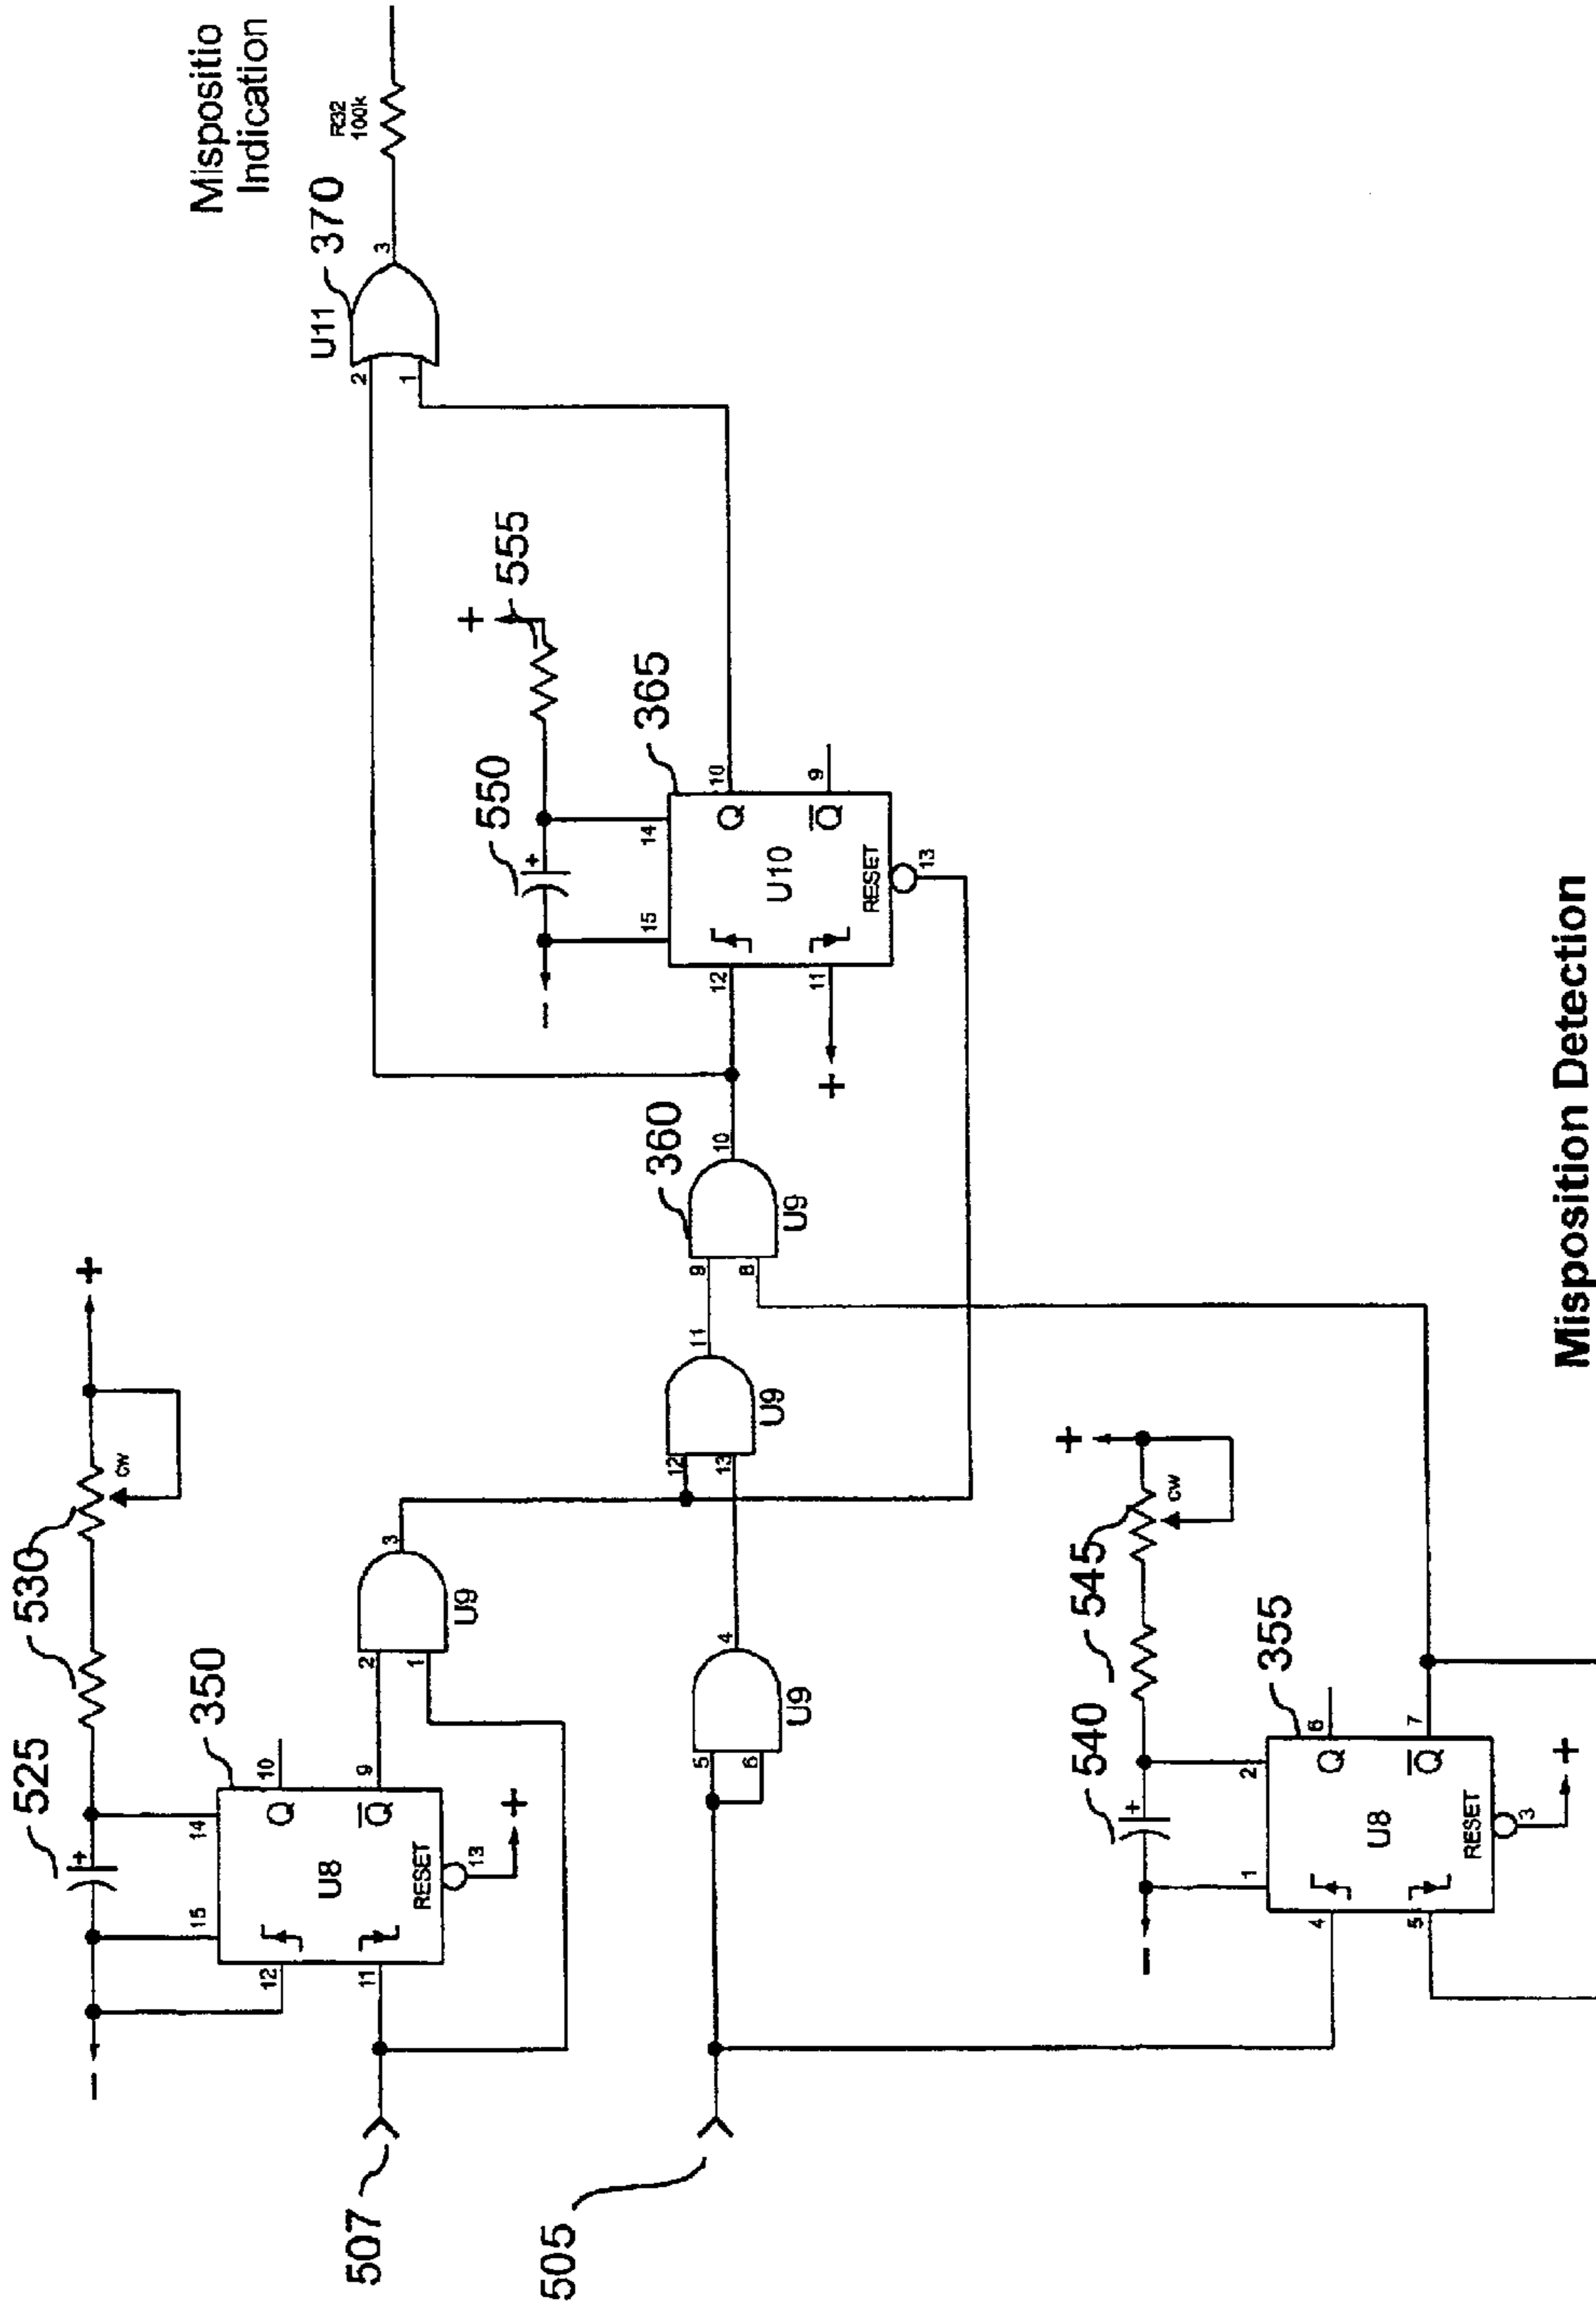 Mispositio
Indication
R32
100k
U11
370
3
2
1
+
555
550
+
365
14
15
Q
10
Q
9
U10
RESET
13
12
11
−
+
360
10
U9
9
8
11
U9
12
13
+
530
CW
525
+
350
14
15
Q
10
Q
9
U8
RESET
13
+
12
11
−
3
U9
2
1
4
U9
5
6
507
505
+
545
CW
540
+
355
2
1
Q
6
Q
7
U8
RESET
3
+
4
5
−
Misposition Detection